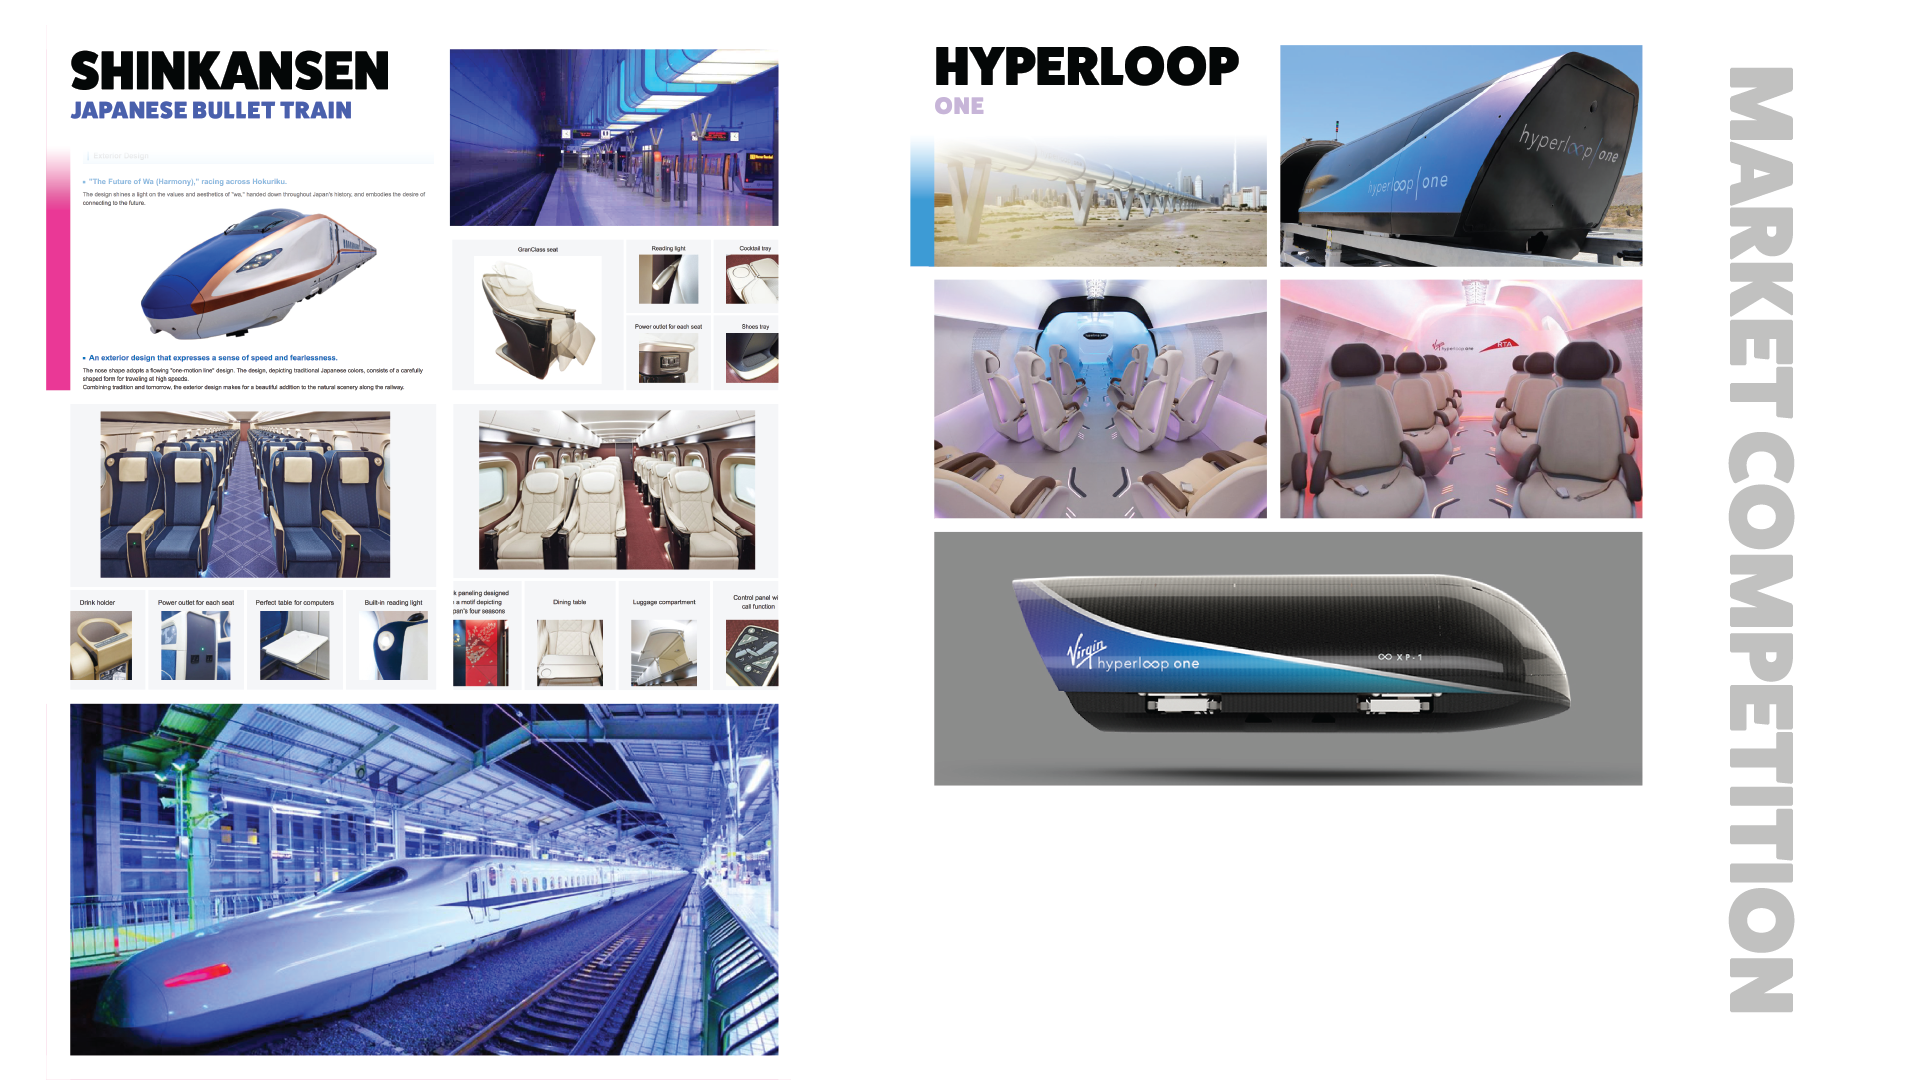 SHINKANSEN
JAPANESE BULLET TRAIN
Exterior Design
• "The Future of Wa (Harmony)," racing across Hokuriku.
The design shines a light on the values and aesthetics of "wa," handed down throughout Japan's history, and embodies the desire of
connecting to the future.
• An exterior design that expresses a sense of speed and fearlessness.
The nose shape adopts a flowing "one-motion line" design. The design, depicting traditional Japanese colors, consists of a carefully
shaped form for traveling at high speeds.
Combining tradition and tomorrow, the exterior design makes for a beautiful addition to the natural scenery along the railway.
GranClass seat
Reading light
Cocktail tray
Power outlet for each seat
Shoes tray
Drink holder
Power outlet for each seat
Perfect table for computers
Built-in reading light
k paneling designed
a motif depicting
pan's four seasons
Dining table
Luggage compartment
Control panel wi
call function
HYPERLOOP
ONE
hyperloop | one
hyperloop | one
Virgin hyperloop one
RTA
Virgin
hyperloop one
XP-1
MARKET COMPETITION